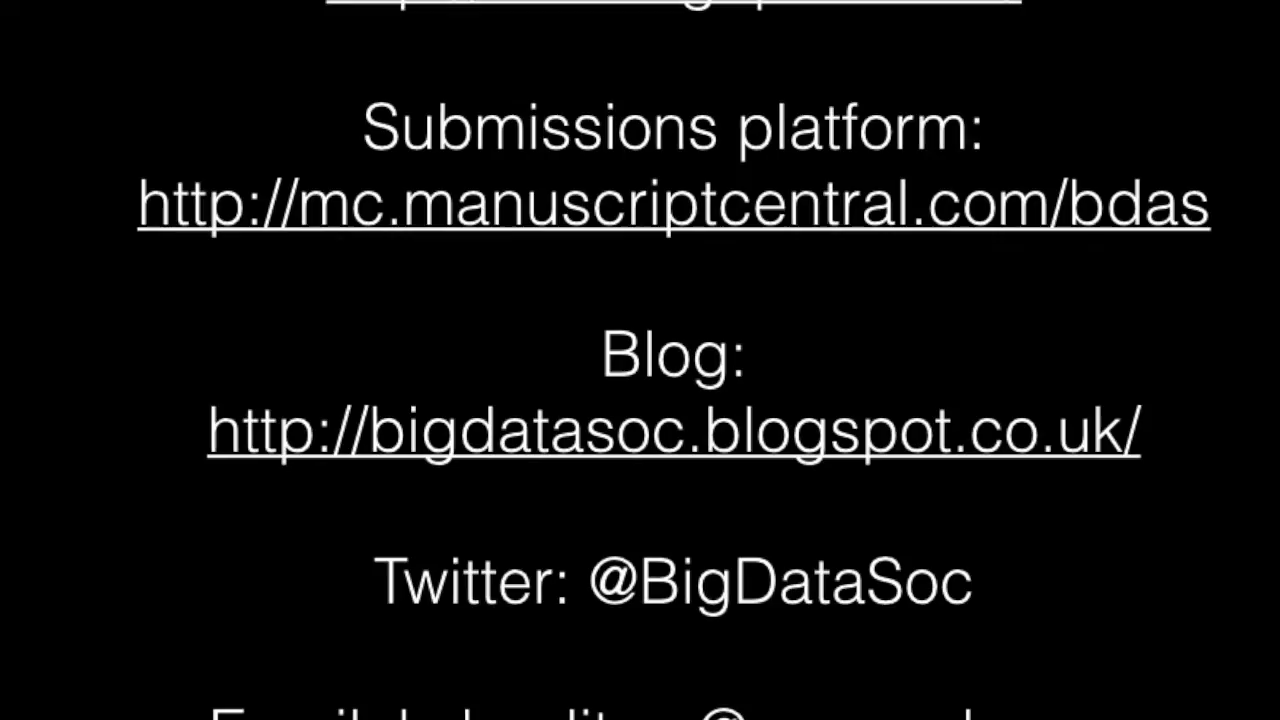 Submissions platform:
http://mc.manuscriptcentral.com/bdas
Blog:
http://bigdatasoc.blogspot.co.uk/
Twitter: @BigDataSoc